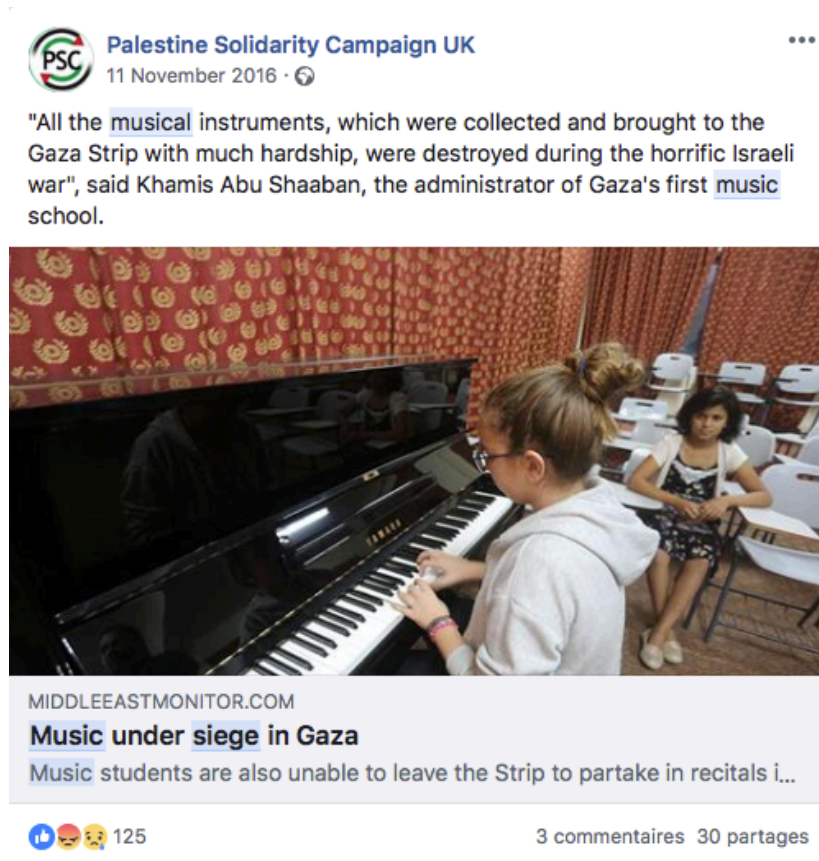 PSC
Palestine Solidarity Campaign UK
11 November 2016 ·
"All the musical instruments, which were collected and brought to the
Gaza Strip with much hardship, were destroyed during the horrific Israeli
war", said Khamis Abu Shaaban, the administrator of Gaza's first music
school.
YAMAHA
MIDDLEEASTMONITOR.COM
Music under siege in Gaza
Music students are also unable to leave the Strip to partake in recitals i...
125
3 commentaires 30 partages